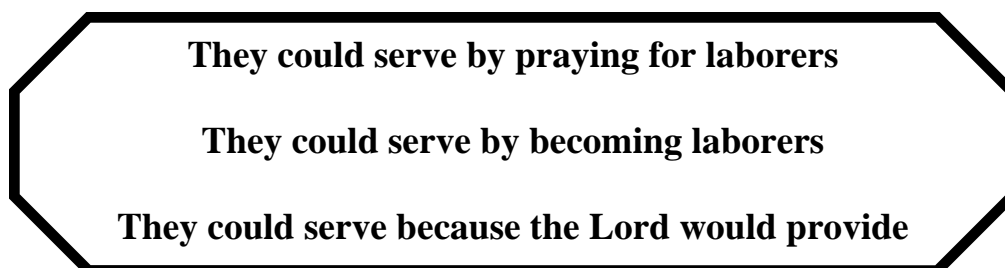 They could serve by praying for laborers
They could serve by becoming laborers
They could serve because the Lord would provide